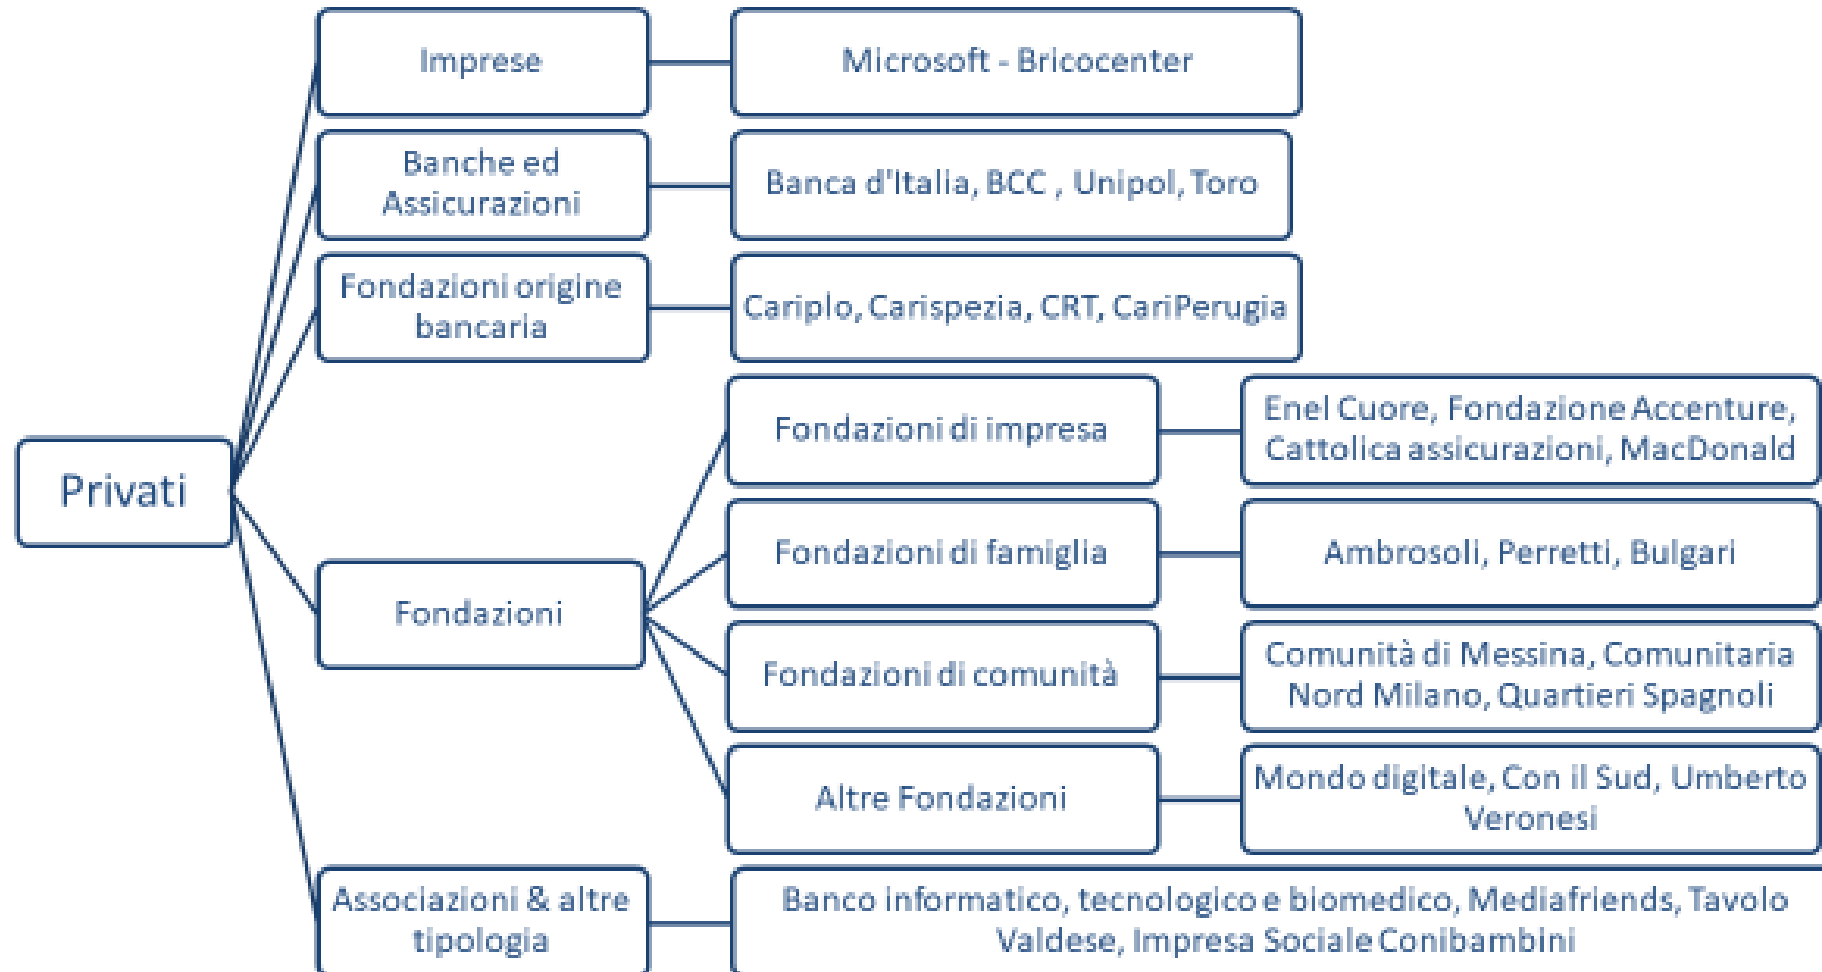 Imprese
Microsoft - Bricocenter
Banche ed
Assicurazioni
Banca d'Italia, BCC , Unipol, Toro
Fondazioni origine
bancaria
Cariplo, Carispezia, CRT, CariPerugia
Privati
Fondazioni
Fondazioni di impresa
Enel Cuore, Fondazione Accenture,
Cattolica assicurazioni, MacDonald
Fondazioni di famiglia
Ambrosoli, Perretti, Bulgari
Fondazioni di comunità
Comunità di Messina, Comunitaria
Nord Milano, Quartieri Spagnoli
Altre Fondazioni
Mondo digitale, Con il Sud, Umberto
Veronesi
Associazioni & altre
tipologia
Banco informatico, tecnologico e biomedico, Mediafriends, Tavolo
Valdese, Impresa Sociale Conibambini